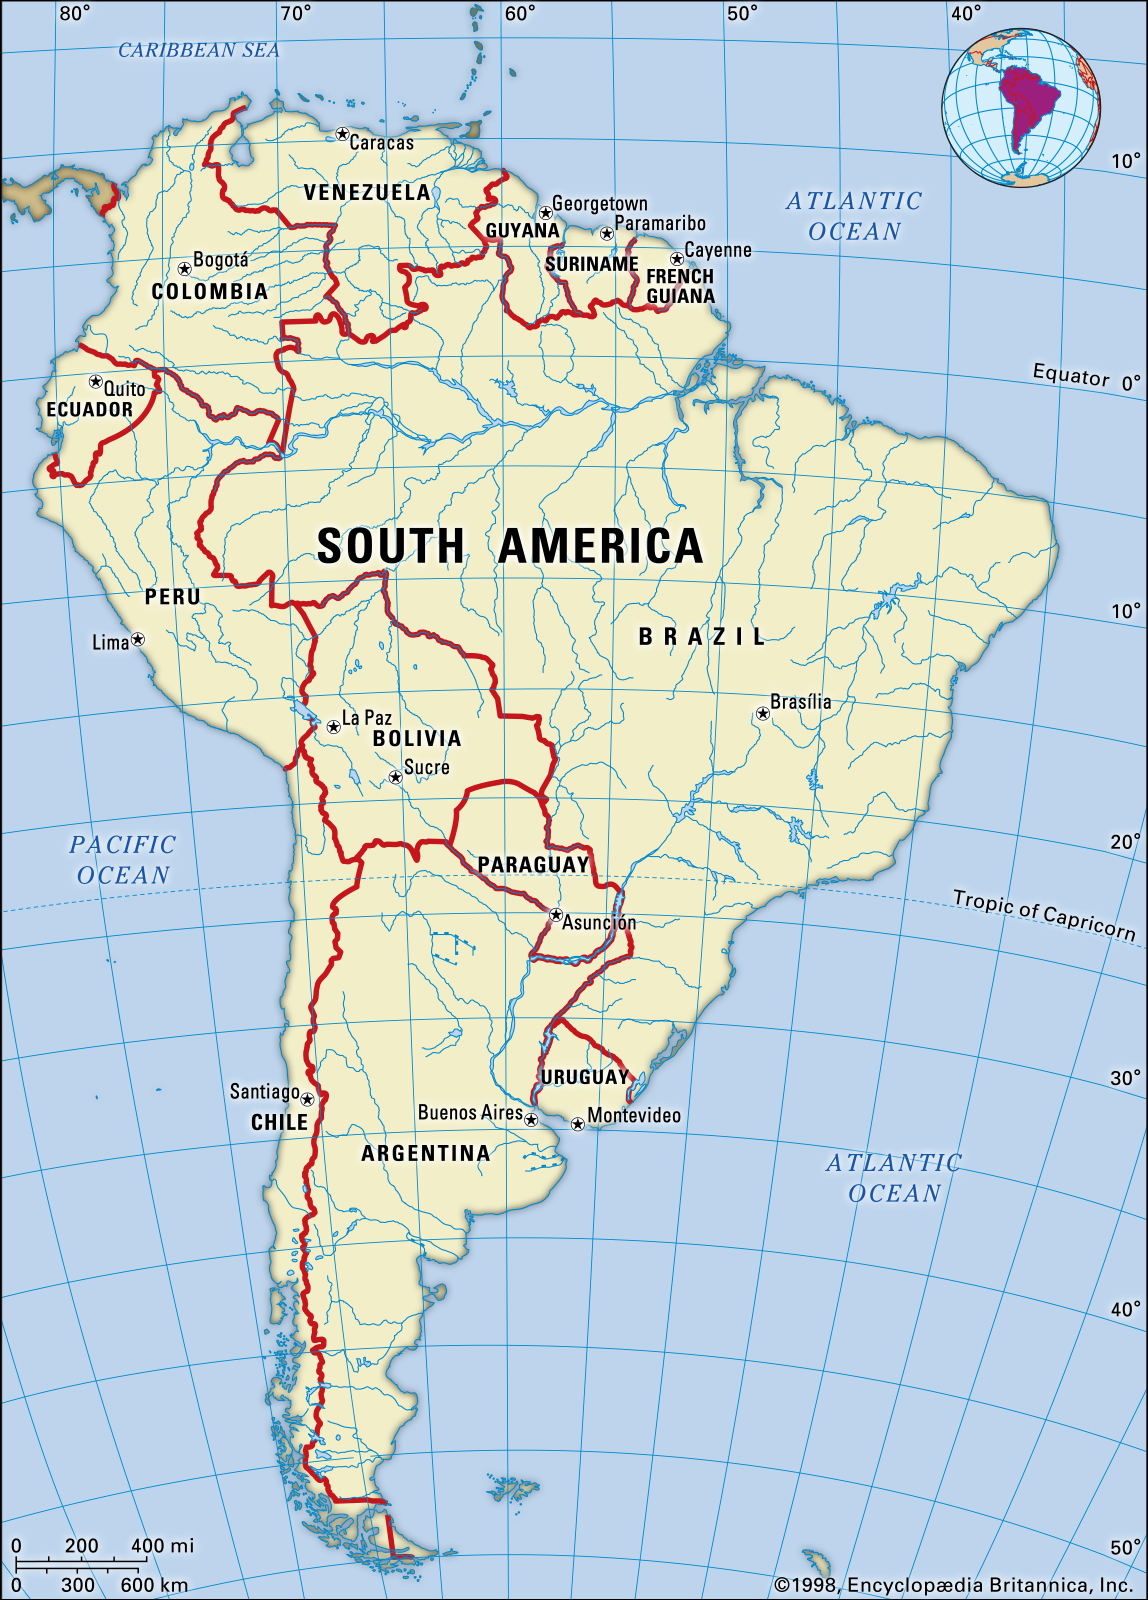 80°
70°
60°
50°
40°
CARIBBEAN SEA
Caracas
VENEZUELA
10°
ATLANTIC
OCEAN
Georgetown
Paramaribo
GUYANA
Cayenne
SURINAME
FRENCH
GUIANA
Bogotá
COLOMBIA
Equator 0°
Quito
ECUADOR
SOUTH AMERICA
PERU
10°
BRAZIL
Lima
Brasília
La Paz
BOLIVIA
Sucre
PACIFIC
OCEAN
20°
PARAGUAY
Tropic of Capricorn
Asunción
30°
URUGUAY
Santiago
CHILE
Buenos Aires
Montevideo
ARGENTINA
ATLANTIC
OCEAN
40°
50°
0 200 400 mi
0 300 600 km
©1998, Encyclopædia Britannica, Inc.